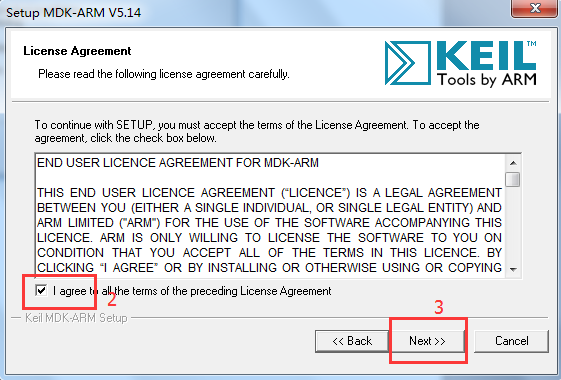 Setup MDK-ARM V5.14
License Agreement
Please read the following license agreement carefully.
KEIL™
Tools by ARM
To continue with SETUP, you must accept the terms of the License Agreement. To accept the
agreement, click the check box below.
END USER LICENCE AGREEMENT FOR MDK-ARM
THIS END USER LICENCE AGREEMENT (“LICENCE”) IS A LEGAL AGREEMENT
BETWEEN YOU (EITHER A SINGLE INDIVIDUAL, OR SINGLE LEGAL ENTITY) AND
ARM LIMITED ("ARM") FOR THE USE OF THE SOFTWARE ACCOMPANYING THIS
LICENCE. ARM IS ONLY WILLING TO LICENSE THE SOFTWARE TO YOU ON
CONDITION THAT YOU ACCEPT ALL OF THE TERMS IN THIS LICENCE. BY
CLICKING “I AGREE” OR BY INSTALLING OR OTHERWISE USING OR COPYING
I agree to all the terms of the preceding License Agreement
2
Keil MDK-ARM Setup
3
<< Back
Next >>
Cancel